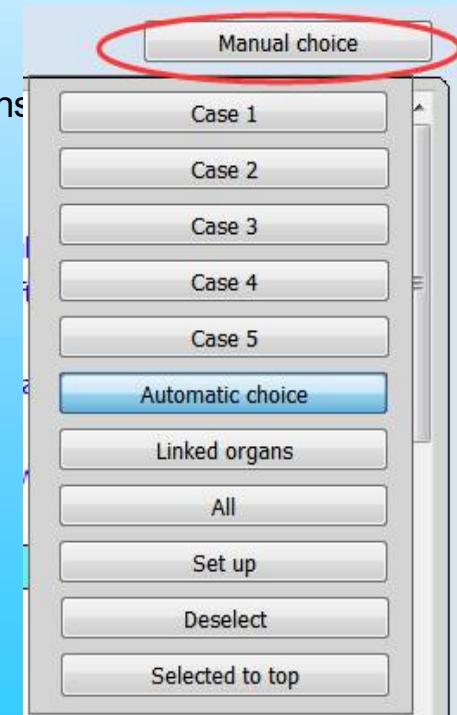 Manual choice
ns
Case 1
Case 2
Case 3
Case 4
Case 5
Automatic choice
Linked organs
All
Set up
Deselect
Selected to top